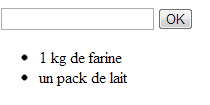 OK
1 kg de farine
un pack de lait